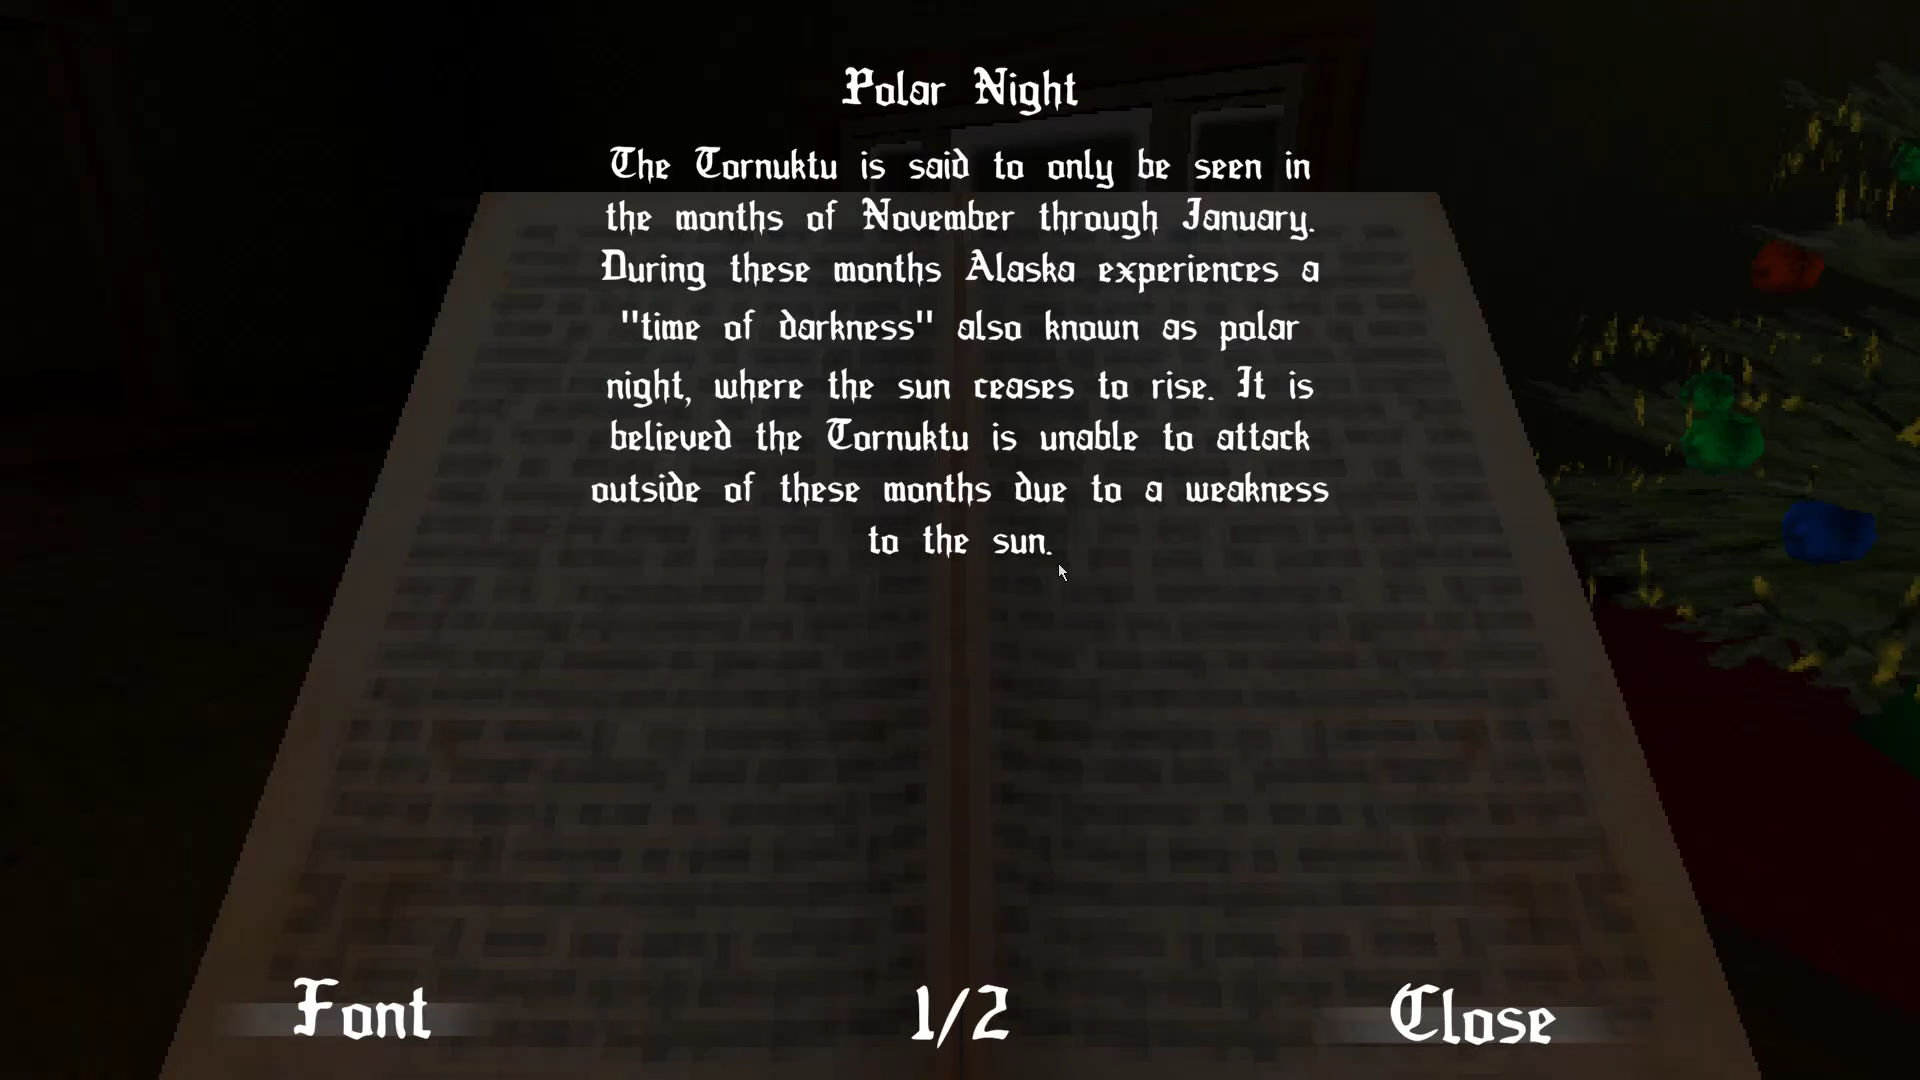 Polar Night
The Tornuktu is said to only be seen in
the months of November through January.
During these months Alaska experiences a
"time of darkness" also known as polar
night, where the sun ceases to rise. It is
believed the Tornuktu is unable to attack
outside of these months due to a weakness
to the sun.
Font
1/2
Close